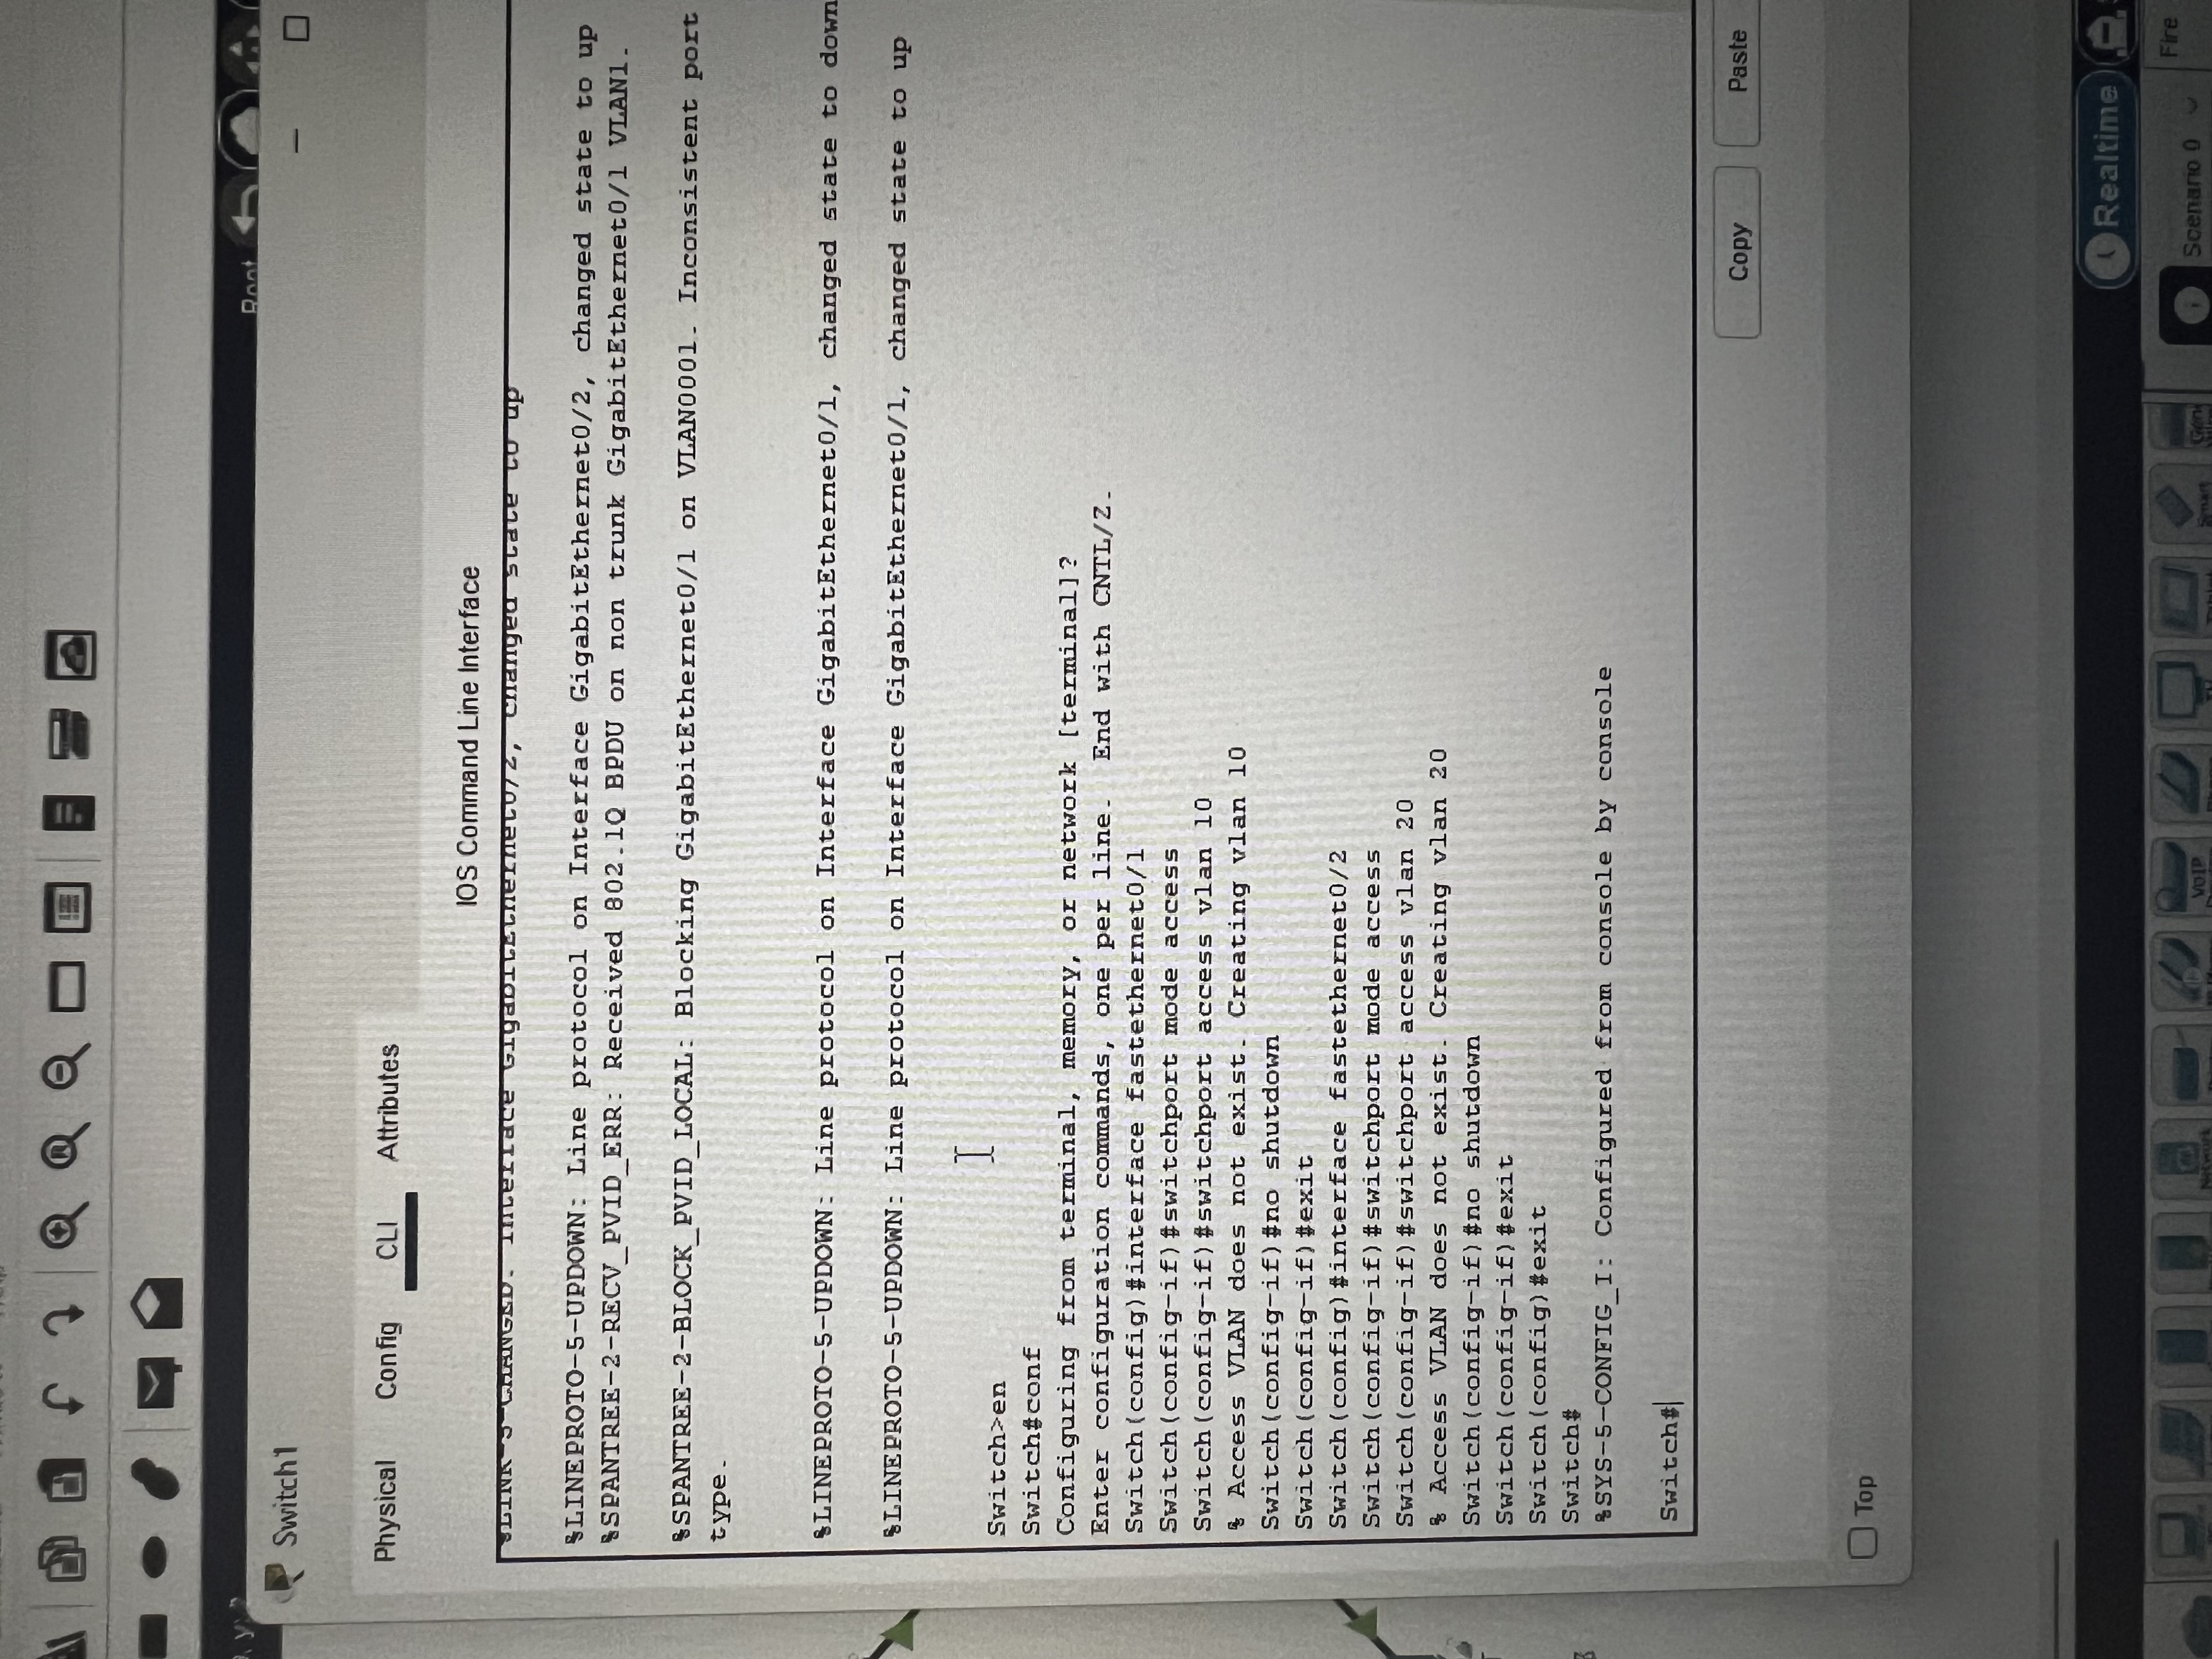 Root
Switch1
Physical Config CLI Attributes
IOS Command Line Interface
%LINK-5-CHANGED: Interface GigabitEthernet0/2, changed state to up
%LINEPROTO-5-UPDOWN: Line protocol on Interface GigabitEthernet0/2, changed state to up
%SPANTREE-2-RECV_PVID_ERR: Received 802.1Q BPDU on non trunk GigabitEthernet0/1 VLAN1.
%SPANTREE-2-BLOCK_PVID_LOCAL: Blocking GigabitEthernet0/1 on VLAN0001. Inconsistent port
type.
%LINEPROTO-5-UPDOWN: Line protocol on Interface GigabitEthernet0/1, changed state to down
%LINEPROTO-5-UPDOWN: Line protocol on Interface GigabitEthernet0/1, changed state to up
Switch>en
Switch#conf
Configuring from terminal, memory, or network [terminal]?
Enter configuration commands, one per line.  End with CNTL/Z.
Switch(config)#interface fastethernet0/1
Switch(config-if)#switchport mode access
Switch(config-if)#switchport access vlan 10
% Access VLAN does not exist. Creating vlan 10
Switch(config-if)#no shutdown
Switch(config-if)#exit
Switch(config)#interface fastethernet0/2
Switch(config-if)#switchport mode access
Switch(config-if)#switchport access vlan 20
% Access VLAN does not exist. Creating vlan 20
Switch(config-if)#no shutdown
Switch(config-if)#exit
Switch(config)#exit
Switch#
%SYS-5-CONFIG_I: Configured from console by console
Switch#
Copy Paste
Top
Realtime
Fire
Scenario 0
VoIP